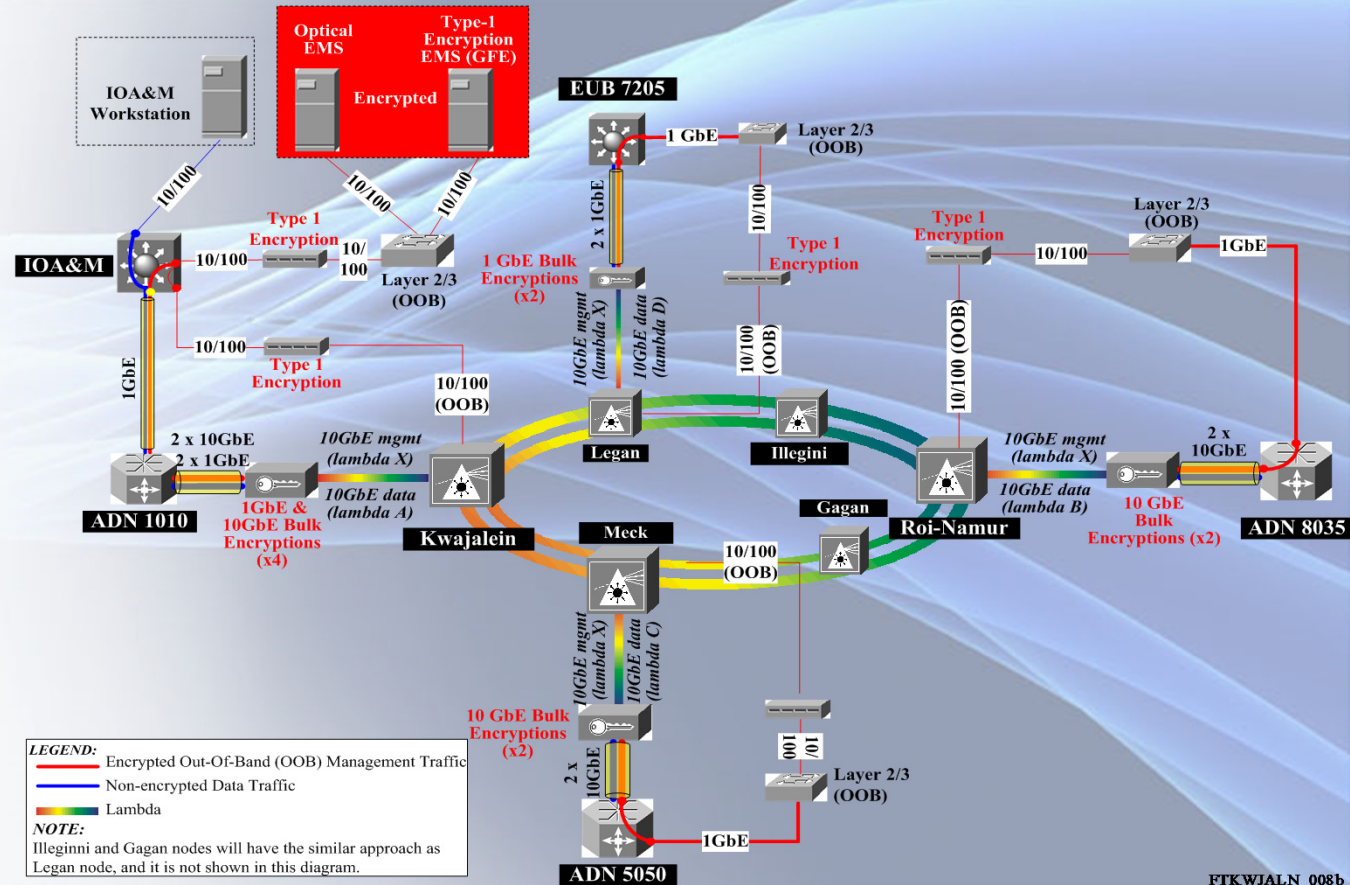 Optical
EMS
Type-1
Encryption
EMS (GFE)
Encrypted
IOA&M
Workstation
EUB 7205
1 GbE
Layer 2/3
(OOB)
10/100
10/100
10/100
10/100
2 x 1GbE
Type 1
Encryption
Type 1
Encryption
Layer 2/3
(OOB)
10/100
1GbE
IOA&M
Type 1
Encryption
10/100
10/
100
Layer 2/3
(OOB)
1 GbE Bulk
Encryptions
(x2)
10GbE mgmt
(lambda X)
10GbE data
(lambda D)
10/100
(OOB)
10/100 (OOB)
1GbE
10/100
Type 1
Encryption
10/100
(OOB)
Legan
Illegini
2 x 10GbE
2 x 1GbE
10GbE mgmt
(lambda X)
10GbE data
(lambda A)
ADN 1010
1GbE &
10GbE Bulk
Encryptions
(x4)
Kwajalein
Meck
Gagan
Roi-Namur
10GbE mgmt
(lambda X)
10GbE data
(lambda B)
2 x
10GbE
10 GbE
Bulk
Encryptions (x2)
ADN 8035
10/100
(OOB)
10GbE mgmt
(lambda X)
10GbE data
(lambda C)
10 GbE Bulk
Encryptions
(x2)
2 x
10GbE
10/
100
Layer 2/3
(OOB)
1GbE
ADN 5050
LEGEND:
Encrypted Out-Of-Band (OOB) Management Traffic
Non-encrypted Data Traffic
Lambda
NOTE:
Illeginni and Gagan nodes will have the similar approach as
Legan node, and it is not shown in this diagram.
FTKWJALN_008b